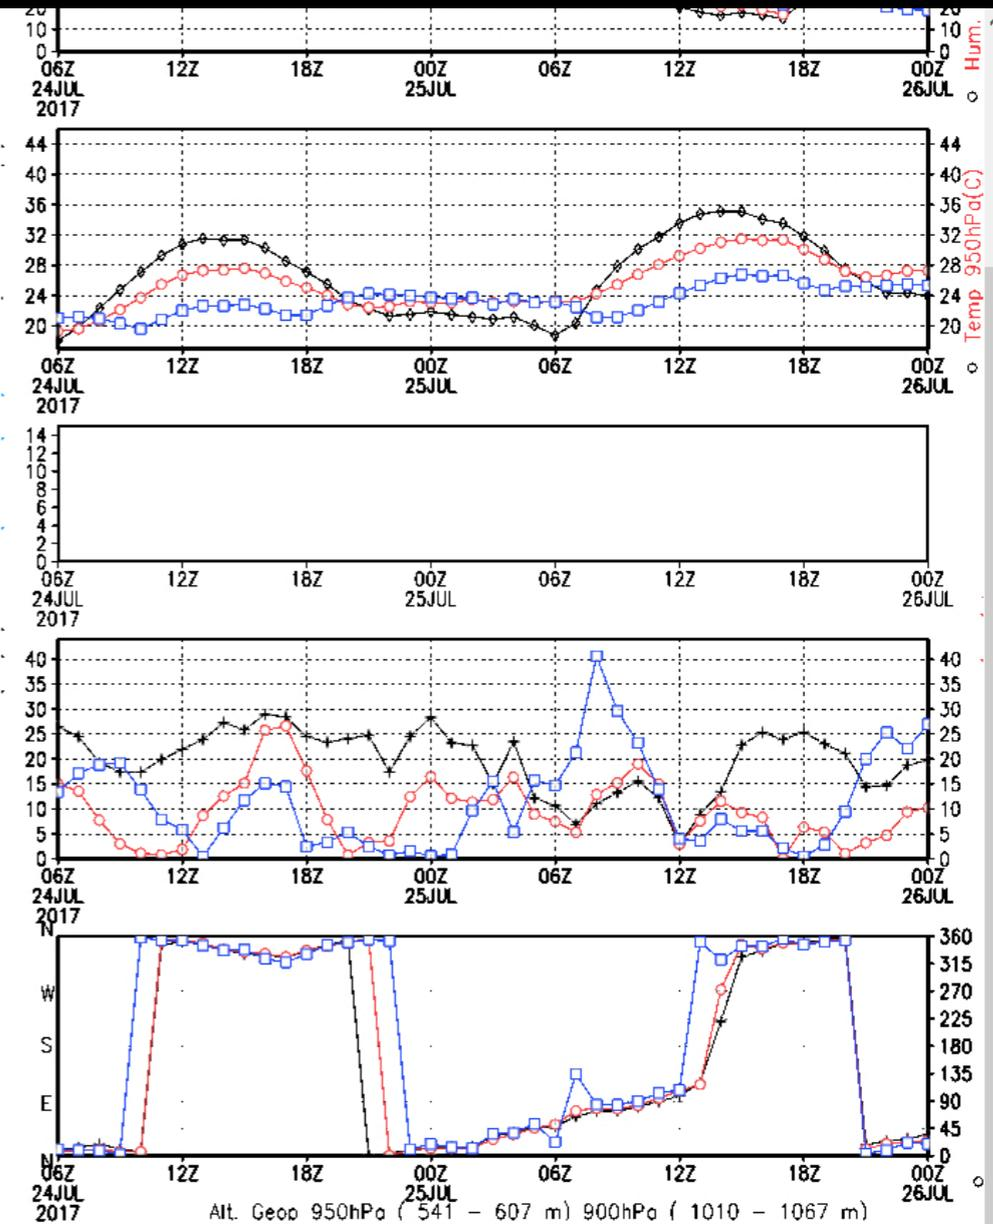 20 20
10 10
0 0
06Z 12Z 18Z 00Z 06Z 12Z 18Z 00Z
24JUL 25JUL 26JUL
2017
o Hum.
44 44
40 40
36 36
32 32
28 28
24 24
20 20
06Z 12Z 18Z 00Z 06Z 12Z 18Z 00Z
24JUL 25JUL 26JUL
2017
o Temp 950hPa(C)
14
12
10
8
6
4
2
0
06Z 12Z 18Z 00Z 06Z 12Z 18Z 00Z
24JUL 25JUL 26JUL
2017
40 40
35 35
30 30
25 25
20 20
15 15
10 10
5 5
0 0
06Z 12Z 18Z 00Z 06Z 12Z 18Z 00Z
24JUL 25JUL 26JUL
2017
N 360
315
W 270
225
S 180
135
E 90
45
N 0
06Z 12Z 18Z 00Z 06Z 12Z 18Z 00Z
24JUL 25JUL 26JUL
2017
o
Alt. Geop 950hPa ( 541 - 607 m) 900hPa ( 1010 - 1067 m)